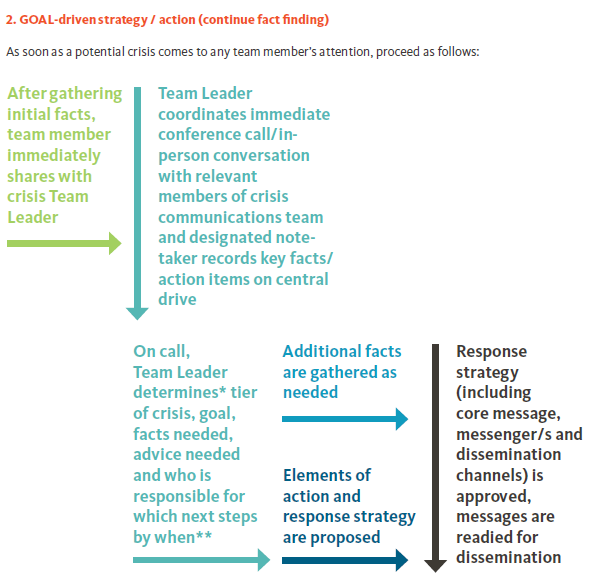 2. GOAL-driven strategy / action (continue fact finding)
As soon as a potential crisis comes to any team member's attention, proceed as follows:
After gathering
initial facts,
team member
immediately
shares with
crisis Team
Leader
Team Leader
coordinates immediate
conference call/in-
person conversation
with relevant
members of crisis
communications team
and designated note-
taker records key facts/
action items on central
drive
On call,
Team Leader
determines* tier
of crisis, goal,
facts needed,
advice needed
and who is
responsible for
which next steps
by when**
Additional facts
are gathered as
needed
Elements of
action and
response strategy
are proposed
Response
strategy
(including
core message,
messenger/s and
dissemination
channels) is
approved,
messages are
readied for
dissemination